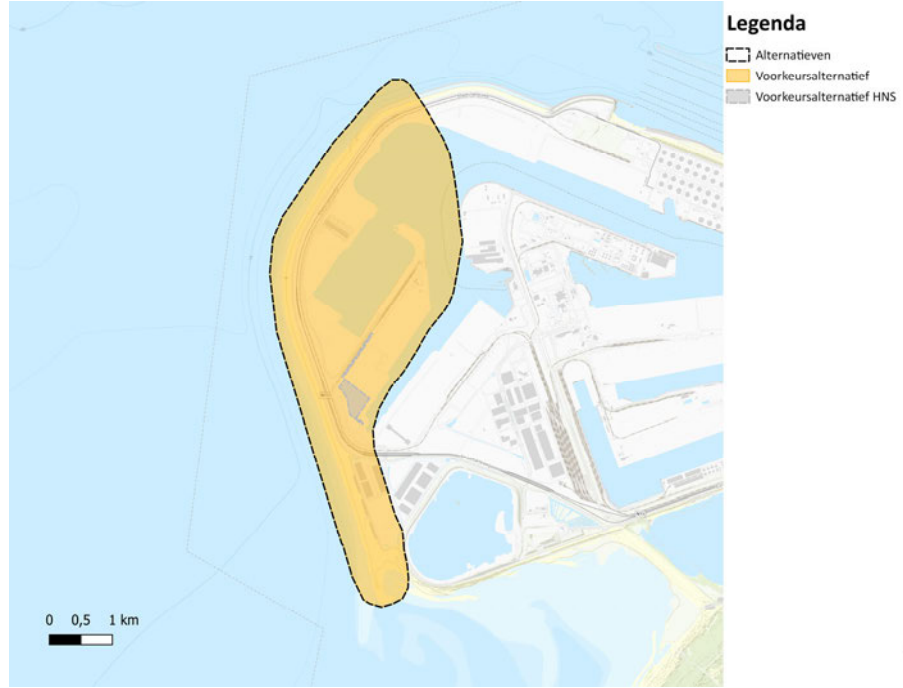 Legenda
Alternatieven
Voorkeursalternatief
Voorkeursalternatief HNS
0 0,5 1 km